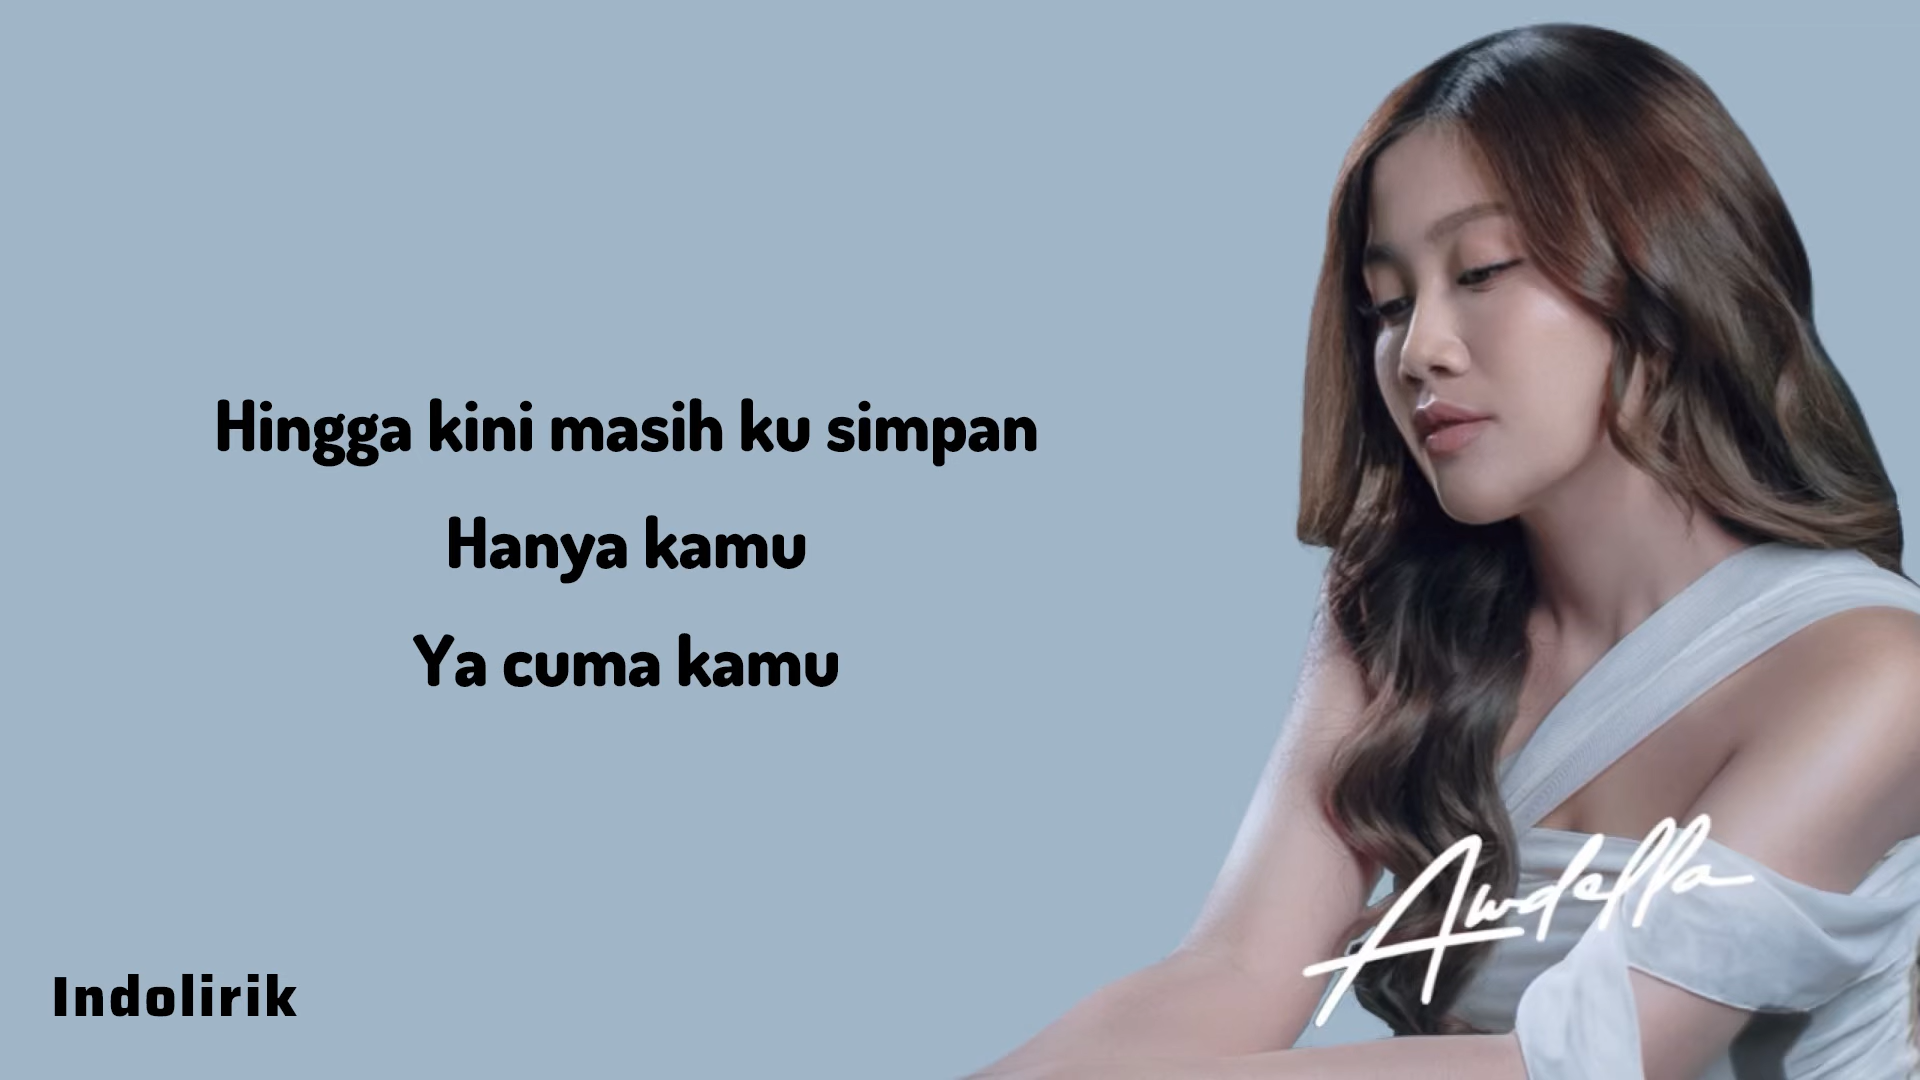 Hingga kini masih ku simpan
Hanya kamu
Ya cuma kamu
Awdella
Indolirik